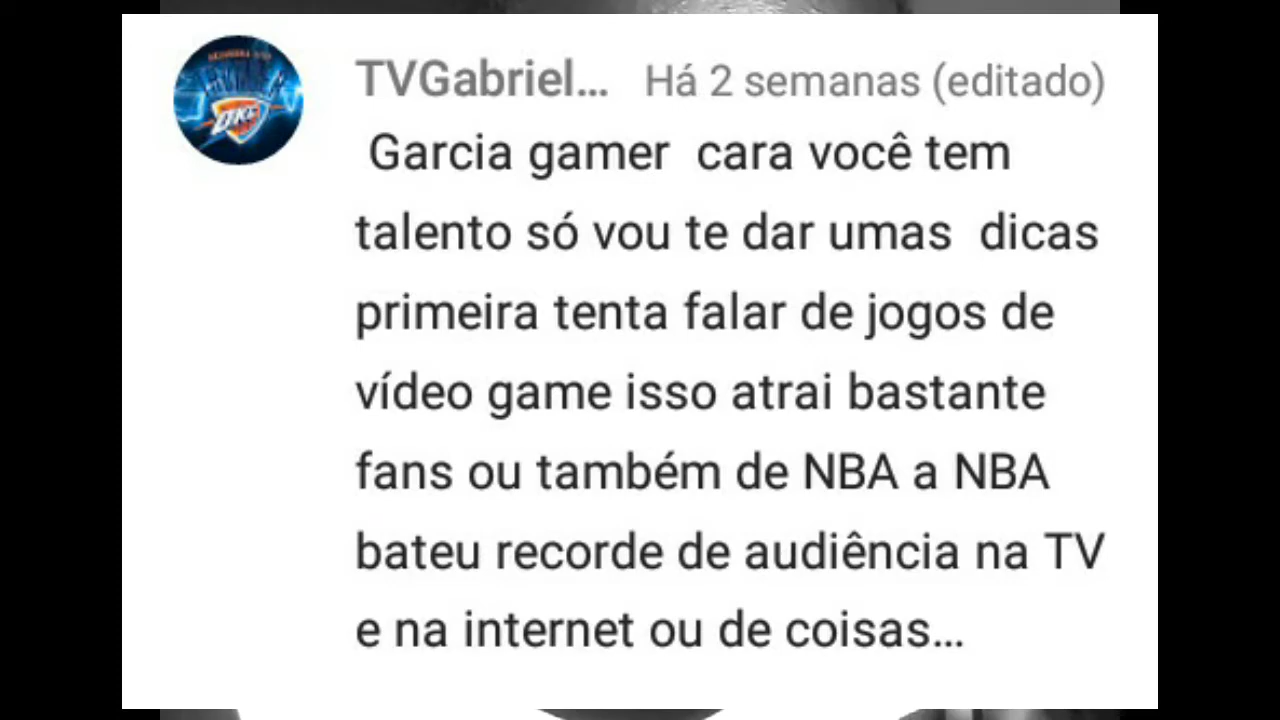 TVGabriel... Há 2 semanas (editado)
Garcia gamer cara você tem
talento só vou te dar umas dicas
primeira tenta falar de jogos de
vídeo game isso atrai bastante
fans ou também de NBA a NBA
bateu recorde de audiência na TV
e na internet ou de coisas...
OKC